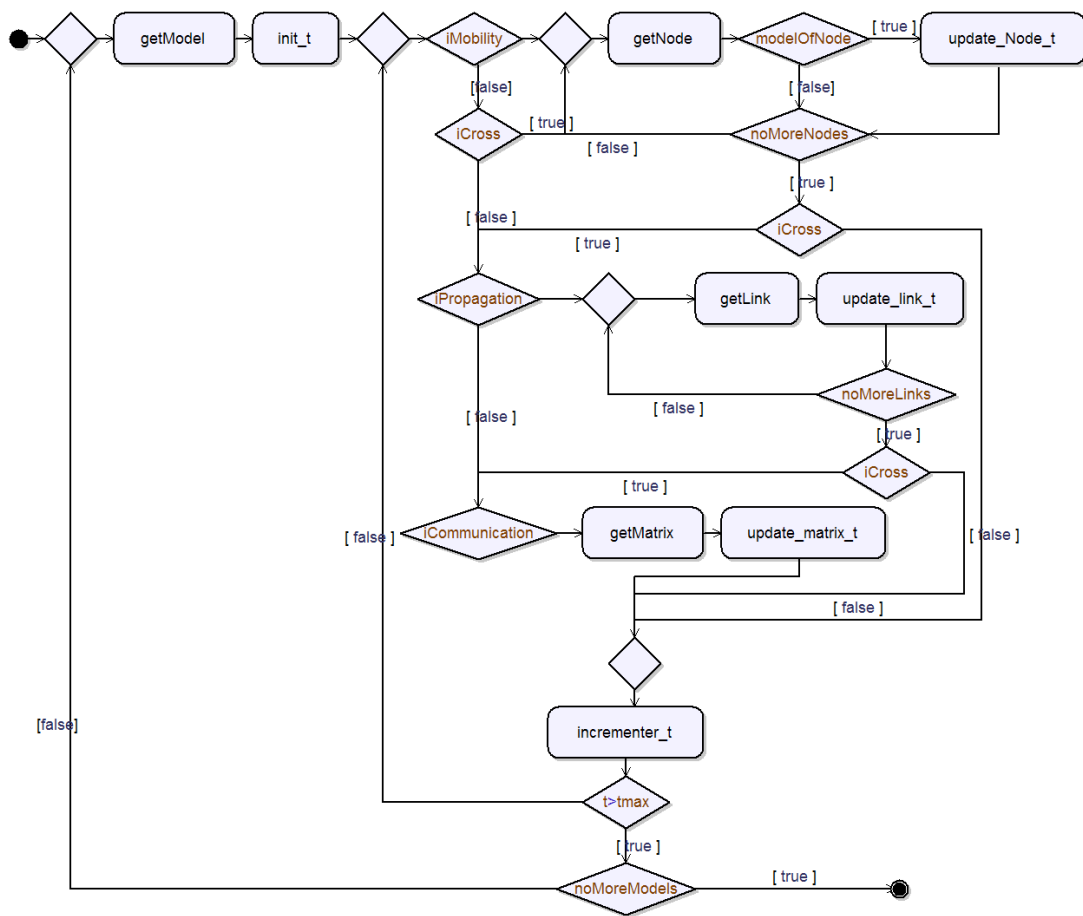 getModel
init_t
iMobility
getNode
modelOfNode
[ true ]
update_Node_t
[false]
[false]
iCross
[ true ]
[ false ]
noMoreNodes
[ true ]
[ false ]
iCross
[ true ]
iPropagation
getLink
update_link_t
noMoreLinks
[ false ]
[ false ]
[ true ]
iCross
[ true ]
iCommunication
getMatrix
update_matrix_t
[ false ]
[ false ]
[ false ]
incrementer_t
[false]
t>tmax
[ true ]
noMoreModels
[ true ]